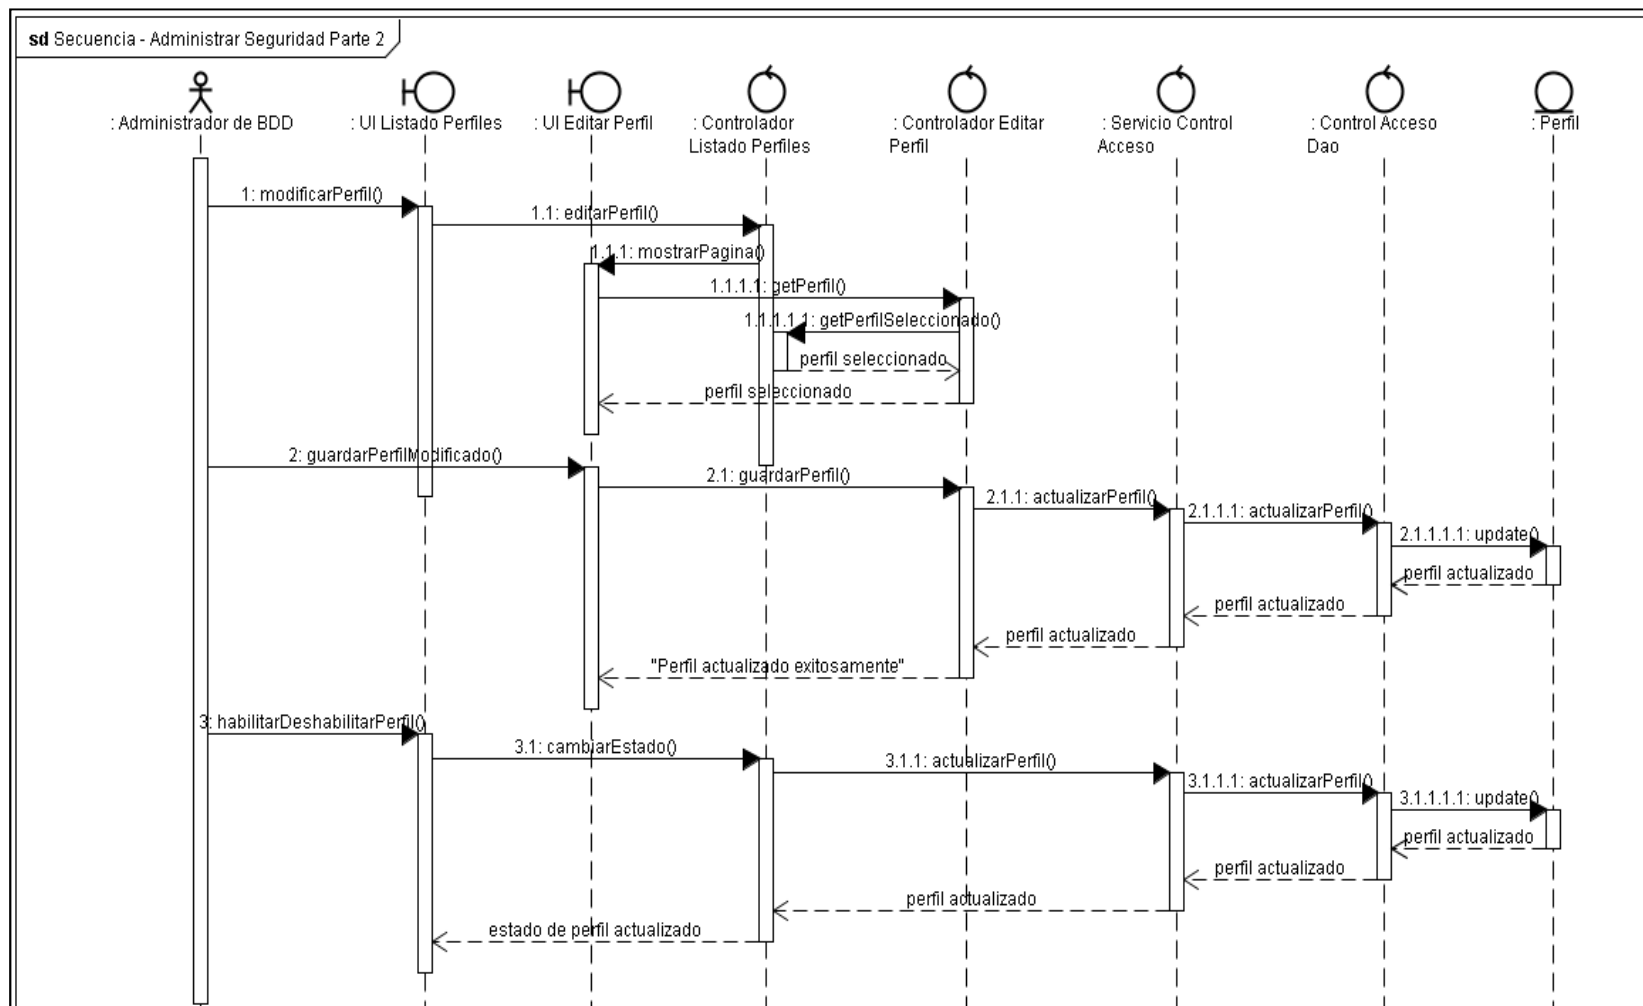 sd Secuencia - Administrar Seguridad Parte 2
: Administrador de BDD
: UI Listado Perfiles
: UI Editar Perfil
: Controlador
Listado Perfiles
: Controlador Editar
Perfil
: Servicio Control
Acceso
: Control Acceso
Dao
: Perfil
1: modificarPerfil()
1.1: editarPerfil()
1.1.1: mostrarPagina()
1.1.1.1: getPerfil()
1.1.1.1.1: getPerfilSeleccionado()
perfil seleccionado
perfil seleccionado
2: guardarPerfilModificado()
2.1: guardarPerfil()
2.1.1: actualizarPerfil()
2.1.1.1: actualizarPerfil()
2.1.1.1.1: update()
perfil actualizado
perfil actualizado
perfil actualizado
"Perfil actualizado exitosamente"
3: habilitarDeshabilitarPerfil()
3.1: cambiarEstado()
3.1.1: actualizarPerfil()
3.1.1.1: actualizarPerfil()
3.1.1.1.1: update()
perfil actualizado
perfil actualizado
perfil actualizado
estado de perfil actualizado